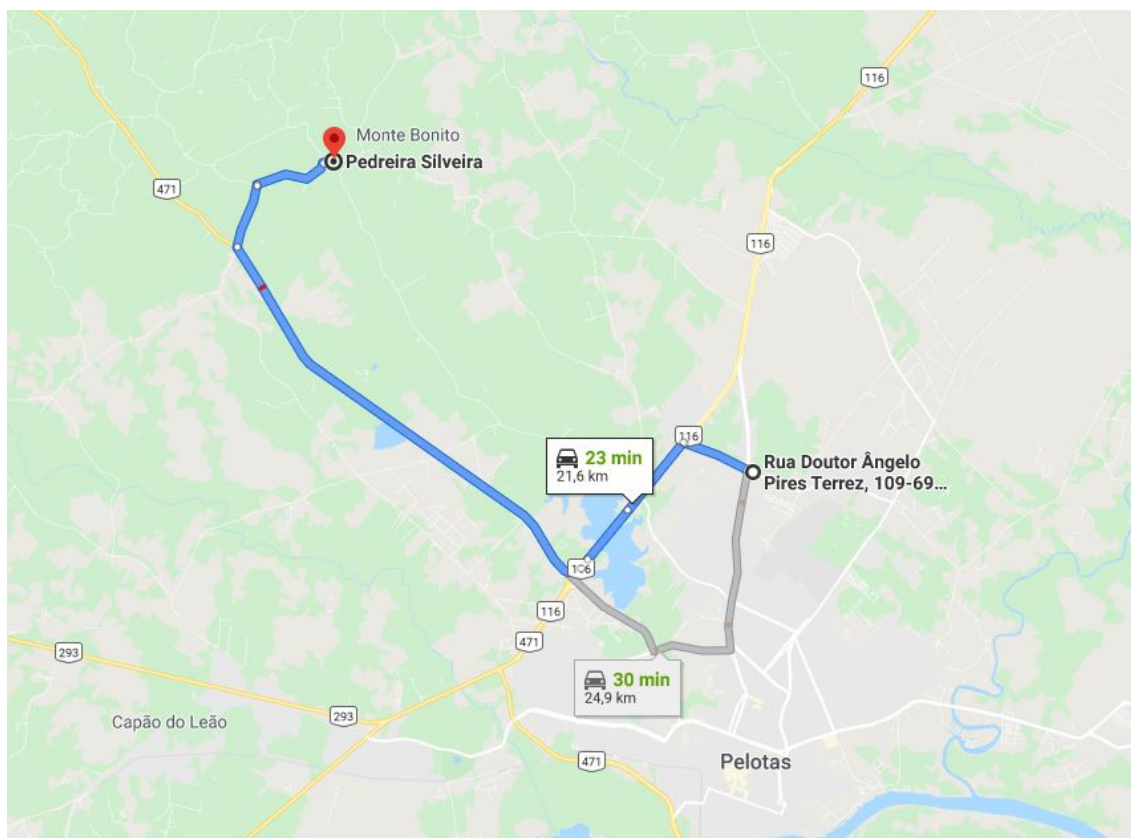 116
Monte Bonito
Pedreira Silveira
471
116
116
23 min
21,6 km
Rua Doutor Ângelo
Pires Terrez, 109-69...
116
116
471
293
30 min
24,9 km
293
Capão do Leão
471
Pelotas